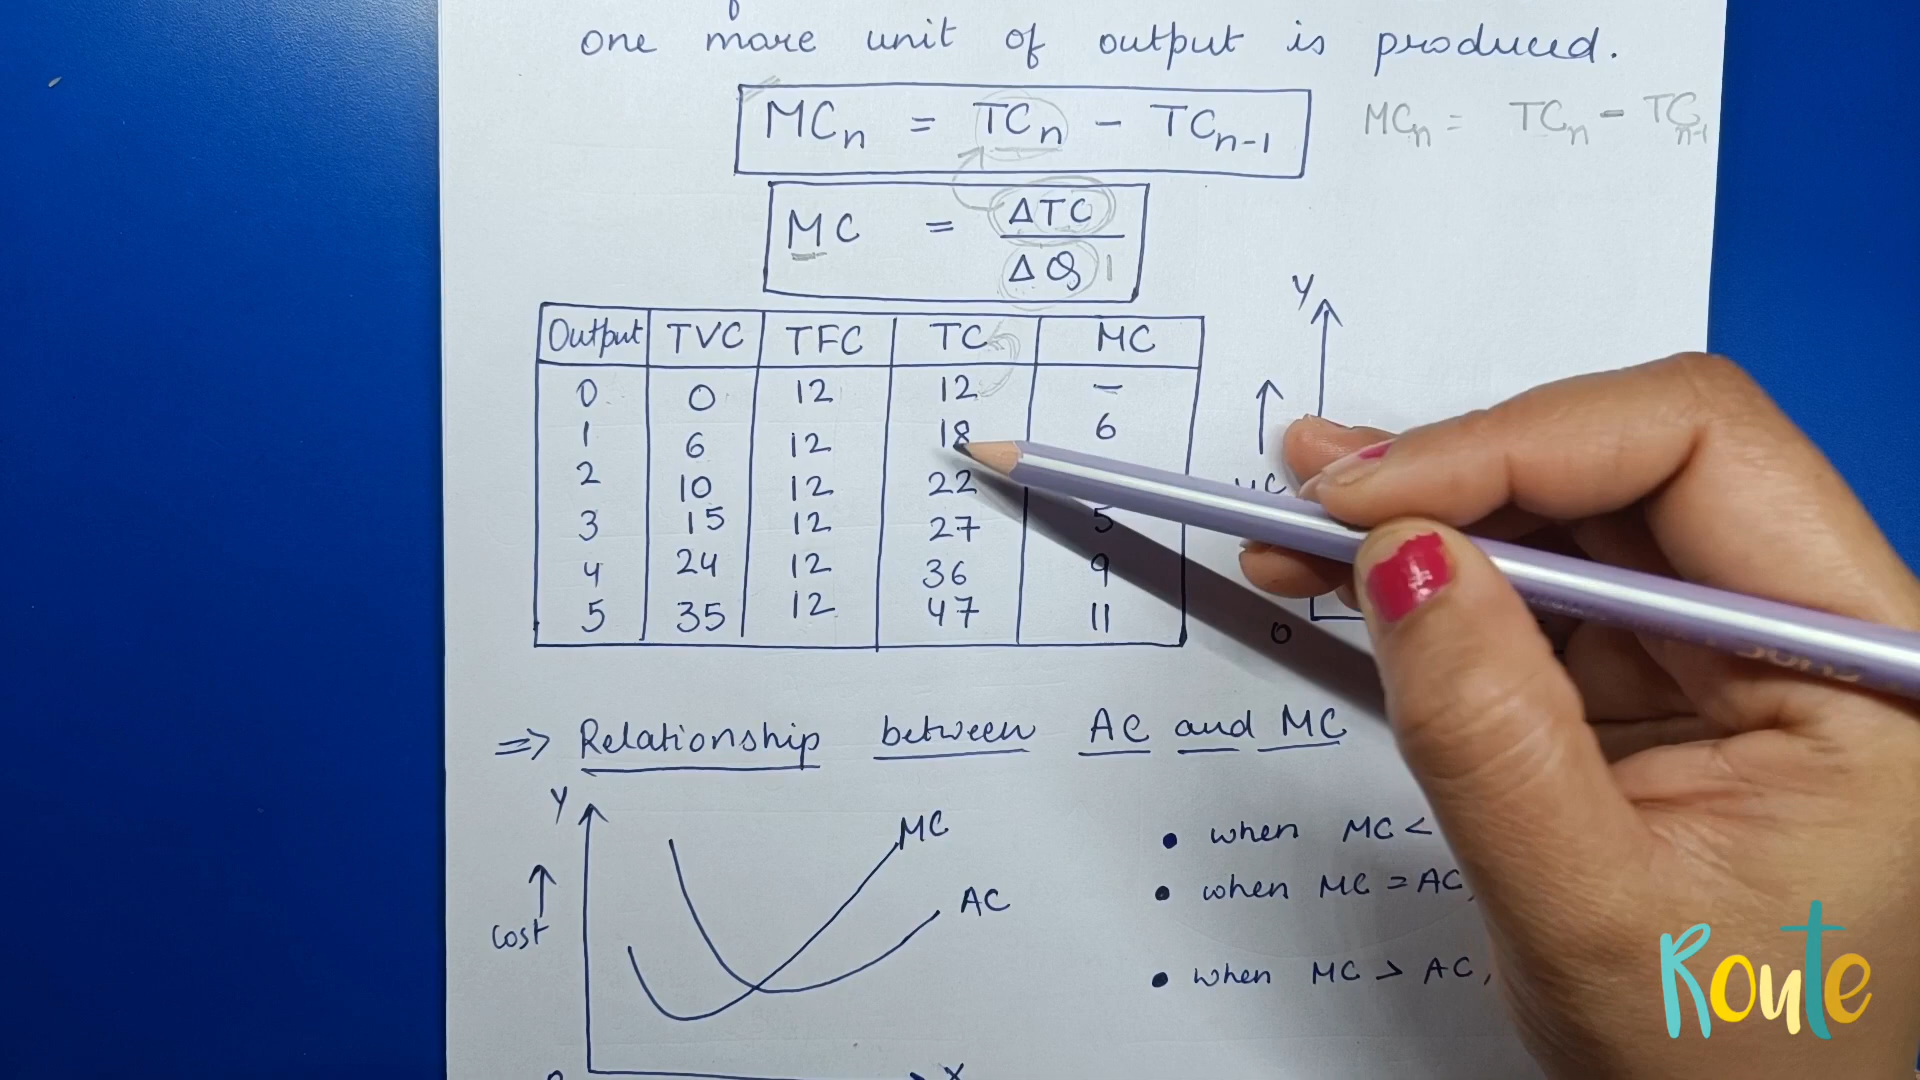 one more unit of output is produced.
MCn = TCn - TCn-1
MCn = TCn - TCn-1
MC = ΔTC / ΔQ 1
Output TVC TFC TC MC
0 0 12 12 -
1 6 12 18 6
2 10 12 22
3 15 12 27 5
4 24 12 36 9
5 35 12 47 11
Y
0
⇒ Relationship between AC and MC
Y
MC
AC
cost
X
• when MC <
• when MC = AC,
• when MC > AC,
Route